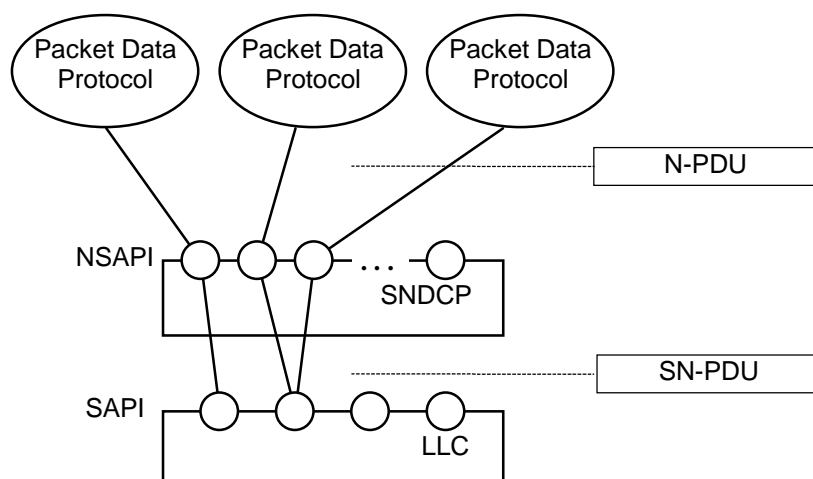 Packet Data
Protocol
Packet Data
Protocol
Packet Data
Protocol
N-PDU
NSAPI
. . .
SNDCP
SN-PDU
SAPI
LLC